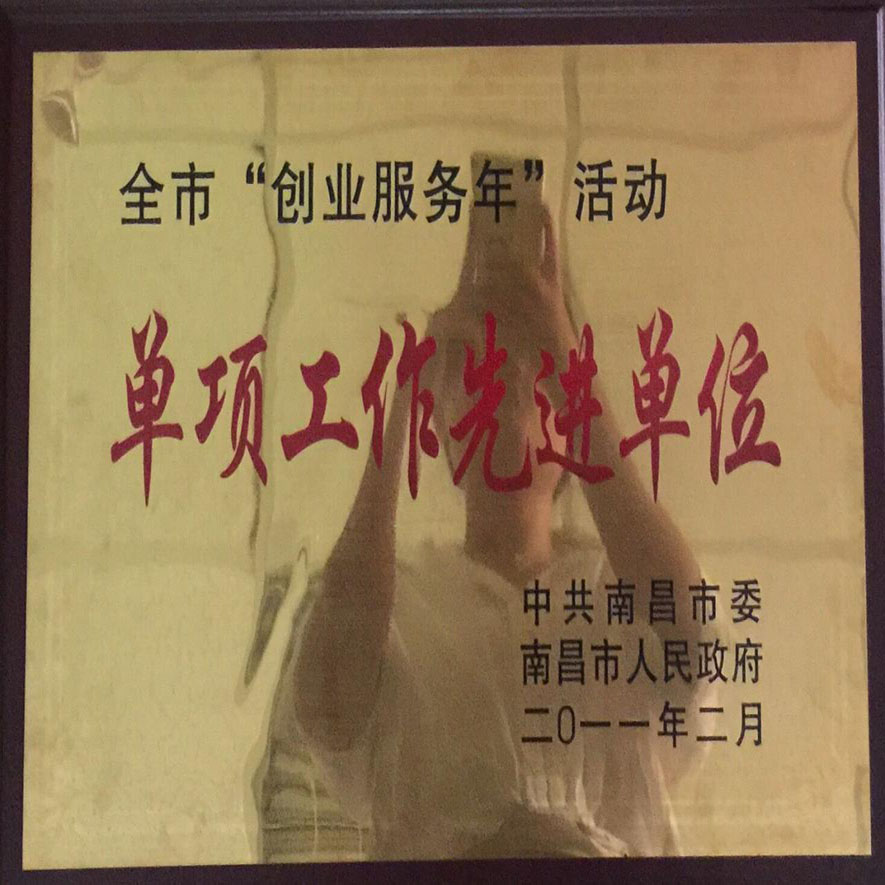 全市“创业服务年”活动
单项工作先进单位
中共南昌市委
南昌市人民政府
二0一一年二月